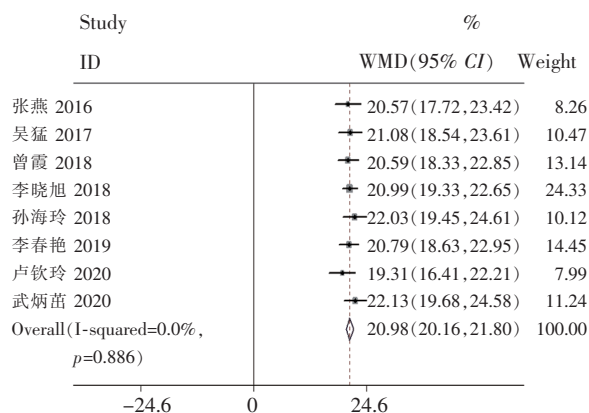 Study %
ID WMD(95% CI) Weight
张燕 2016 20.57(17.72,23.42) 8.26
吴猛 2017 21.08(18.54,23.61) 10.47
曾霞 2018 20.59(18.33,22.85) 13.14
李晓旭 2018 20.99(19.33,22.65) 24.33
孙海玲 2018 22.03(19.45,24.61) 10.12
李春艳 2019 20.79(18.63,22.95) 14.45
卢钦玲 2020 19.31(16.41,22.21) 7.99
武炳茁 2020 22.13(19.68,24.58) 11.24
Overall(I-squared=0.0%, 20.98(20.16,21.80) 100.00
p=0.886)
-24.6 0 24.6